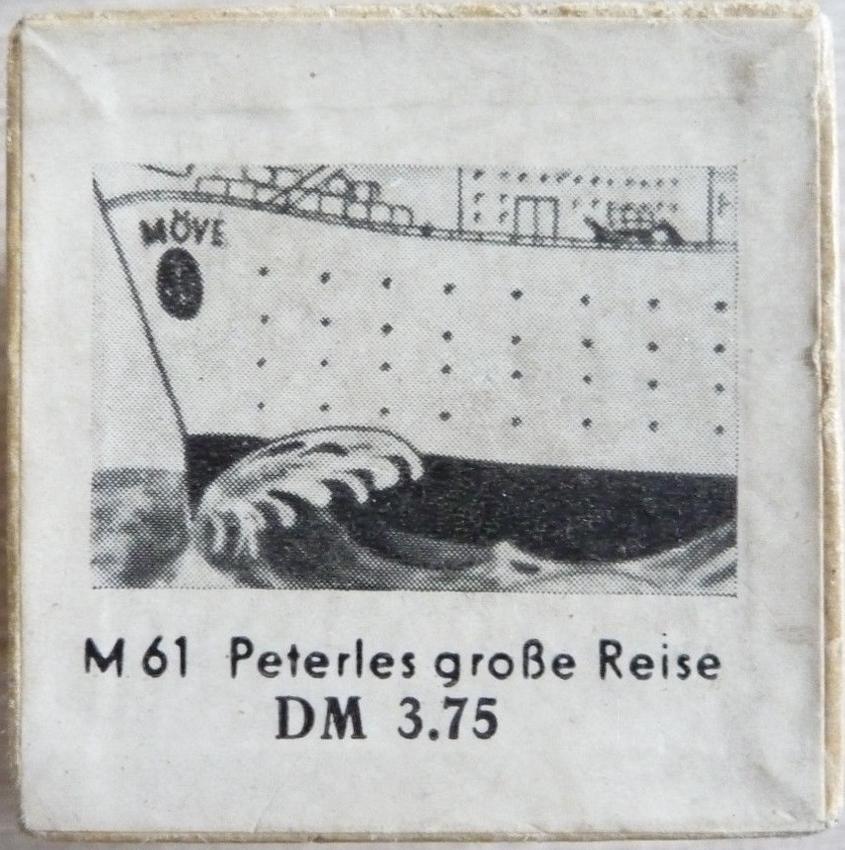 MÖVE
M 61 Peterles große Reise
DM 3.75